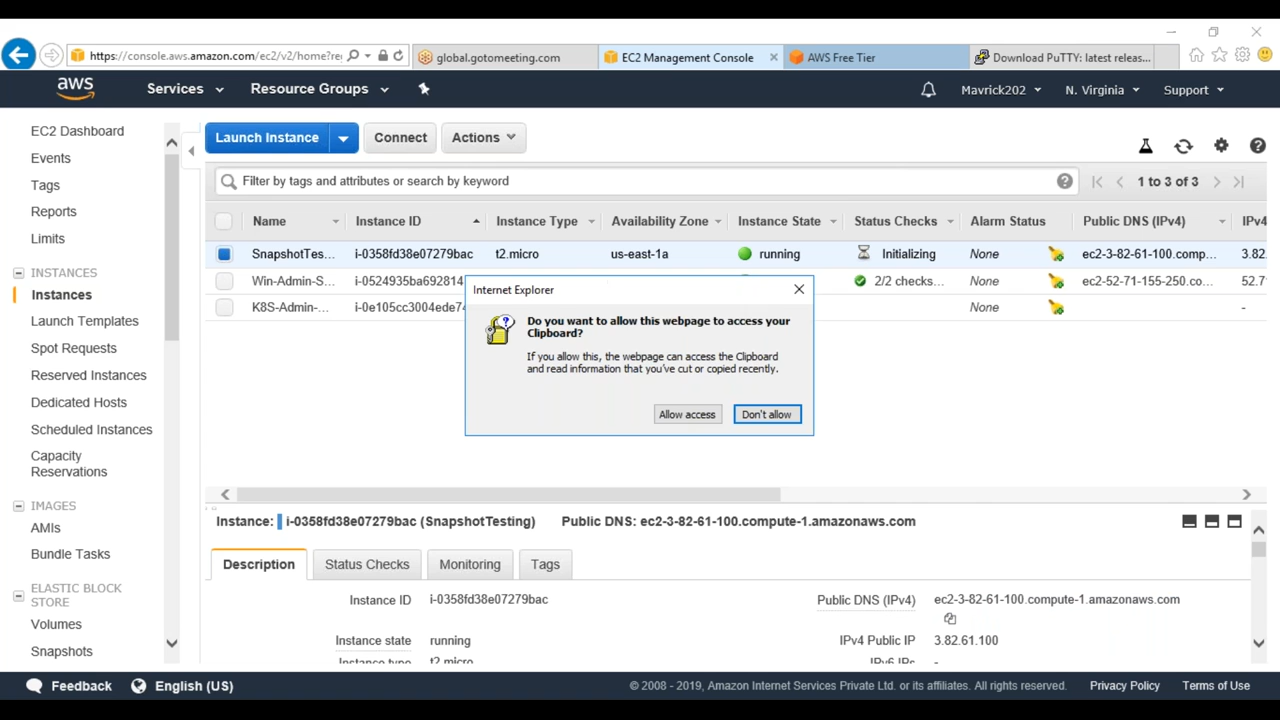 https://console.aws.amazon.com/ec2/v2/home?re
global.gotomeeting.com
EC2 Management Console
AWS Free Tier
Download PuTTY: latest releas...
aws
Services
Resource Groups
Mavrick202
N. Virginia
Support
EC2 Dashboard
Events
Tags
Reports
Limits
INSTANCES
Instances
Launch Templates
Spot Requests
Reserved Instances
Dedicated Hosts
Scheduled Instances
Capacity
Reservations
IMAGES
AMIs
Bundle Tasks
ELASTIC BLOCK
STORE
Volumes
Snapshots
Launch Instance
Connect
Actions
Filter by tags and attributes or search by keyword
1 to 3 of 3
Name Instance ID Instance Type Availability Zone Instance State Status Checks Alarm Status Public DNS (IPv4) IPv4
SnapshotTes... i-0358fd38e07279bac t2.micro us-east-1a running Initializing None ec2-3-82-61-100.comp... 3.82.
Win-Admin-S... i-0524935ba692814 2/2 checks... None ec2-52-71-155-250.co... 52.7
K8S-Admin-... i-0e105cc3004ede74 None -
Internet Explorer
Do you want to allow this webpage to access your
Clipboard?
If you allow this, the webpage can access the Clipboard
and read information that you've cut or copied recently.
Allow access
Don't allow
Instance: i-0358fd38e07279bac (SnapshotTesting) Public DNS: ec2-3-82-61-100.compute-1.amazonaws.com
Description
Status Checks
Monitoring
Tags
Instance ID i-0358fd38e07279bac
Public DNS (IPv4) ec2-3-82-61-100.compute-1.amazonaws.com
Instance state running
IPv4 Public IP 3.82.61.100
Instance type t2.micro
IPv6 IPs -
Feedback
English (US)
© 2008 - 2019, Amazon Internet Services Private Ltd. or its affiliates. All rights reserved.
Privacy Policy
Terms of Use